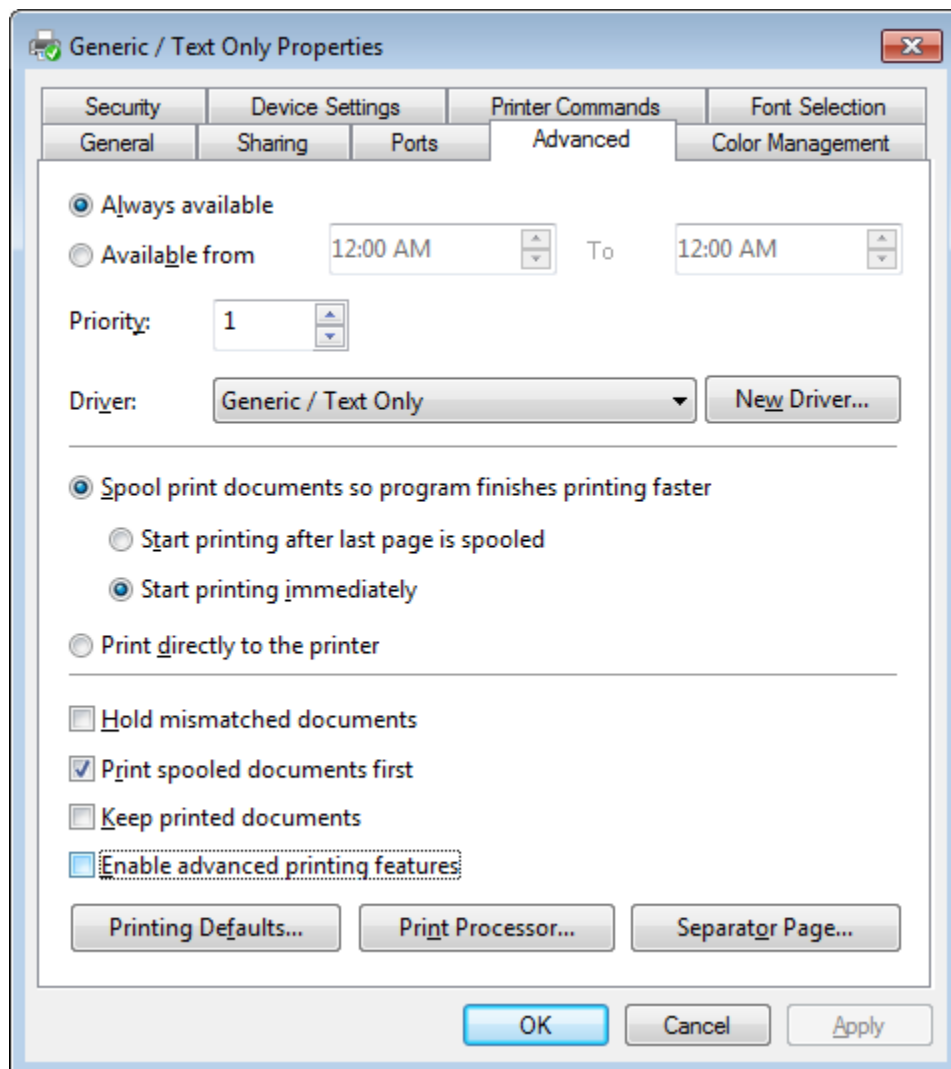 Generic / Text Only Properties
Security Device Settings Printer Commands Font Selection
General Sharing Ports Advanced Color Management
Always available
Available from 12:00 AM To 12:00 AM
Priority: 1
Driver: Generic / Text Only New Driver...
Spool print documents so program finishes printing faster
Start printing after last page is spooled
Start printing immediately
Print directly to the printer
Hold mismatched documents
Print spooled documents first
Keep printed documents
Enable advanced printing features
Printing Defaults... Print Processor... Separator Page...
OK Cancel Apply